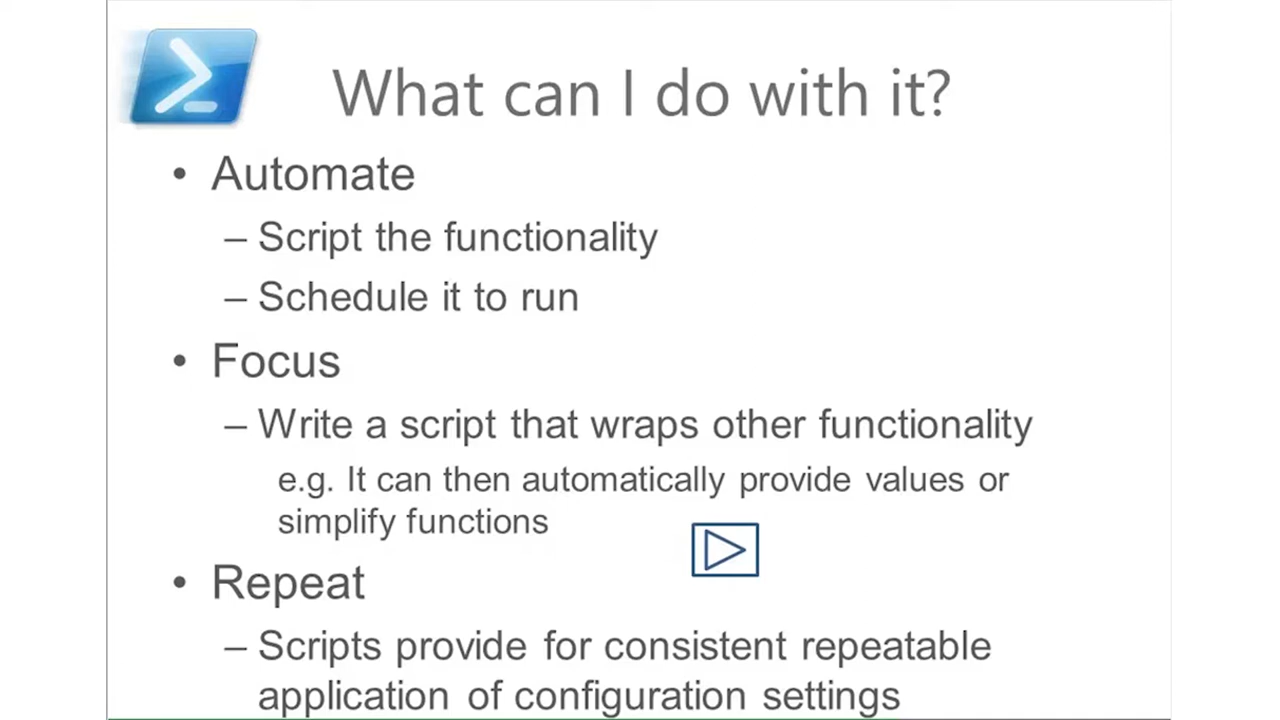 What can I do with it?
• Automate
– Script the functionality
– Schedule it to run
• Focus
– Write a script that wraps other functionality
e.g. It can then automatically provide values or
simplify functions
• Repeat
– Scripts provide for consistent repeatable
application of configuration settings